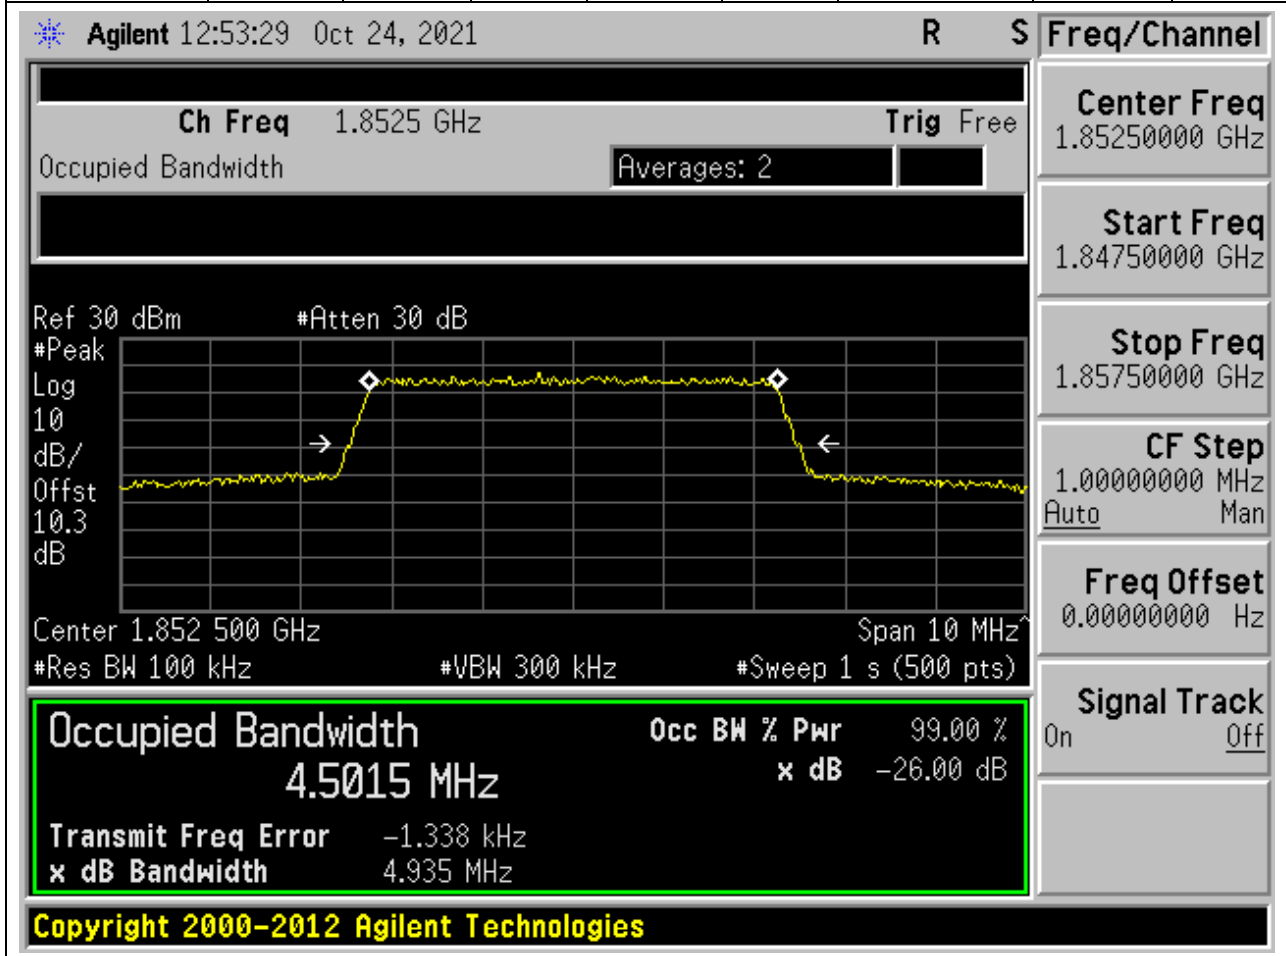 Agilent 12:53:29 Oct 24, 2021 R S
Freq/Channel
Ch Freq 1.8525 GHz Trig Free
Occupied Bandwidth Averages: 2
Center Freq
1.85250000 GHz
Start Freq
1.84750000 GHz
Stop Freq
1.85750000 GHz
CF Step
1.00000000 MHz
Auto Man
Freq Offset
0.00000000 Hz
Signal Track
On Off
Ref 30 dBm #Atten 30 dB
#Peak
Log
10
dB/
Offst
10.3
dB
Center 1.852 500 GHz Span 10 MHz^
#Res BW 100 kHz #VBW 300 kHz #Sweep 1 s (500 pts)
Occupied Bandwidth Occ BW % Pwr 99.00 %
4.5015 MHz x dB -26.00 dB
Transmit Freq Error -1.338 kHz
x dB Bandwidth 4.935 MHz
Copyright 2000-2012 Agilent Technologies